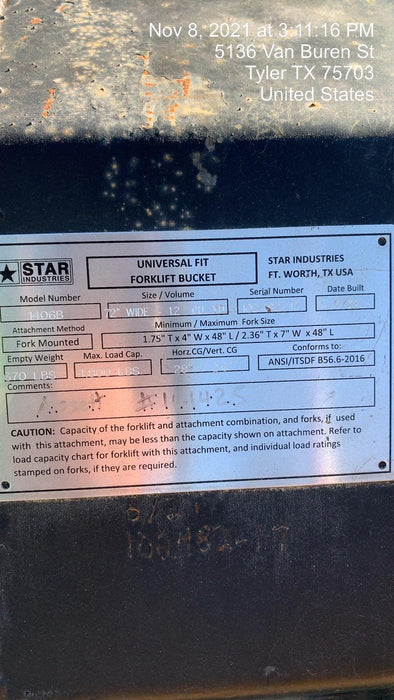 Nov 8, 2021 at 3:11:16 PM
5136 Van Buren St
Tyler TX 75703
United States
STAR
INDUSTRIES
UNIVERSAL FIT
FORKLIFT BUCKET
STAR INDUSTRIES
FT. WORTH, TX USA
Model Number
Size / Volume
Serial Number
Date Built
72" WIDE
Attachment Method
Minimum / Maximum Fork Size
Fork Mounted
1.75" T x 4" W x 48" L / 2.36" T x 7" W x 48" L
Empty Weight
Max. Load Cap.
Horz.CG/Vert. CG
Conforms to:
LBS
LBS
ANSI/ITSDF B56.6-2016
Comments:
CAUTION: Capacity of the forklift and attachment combination, and forks, if used
with this attachment, may be less than the capacity shown on attachment. Refer to
load capacity chart for forklift with this attachment, and individual load ratings
stamped on forks, if they are required.